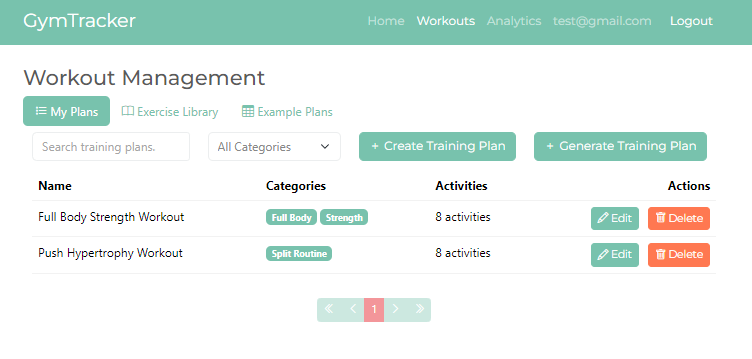 GymTracker Home Workouts Analytics test@gmail.com Logout
Workout Management
My Plans Exercise Library Example Plans
Search training plans. All Categories + Create Training Plan + Generate Training Plan
Name Categories Activities Actions
Full Body Strength Workout Full Body Strength 8 activities Edit Delete
Push Hypertrophy Workout Split Routine 8 activities Edit Delete
« ‹ 1 › »